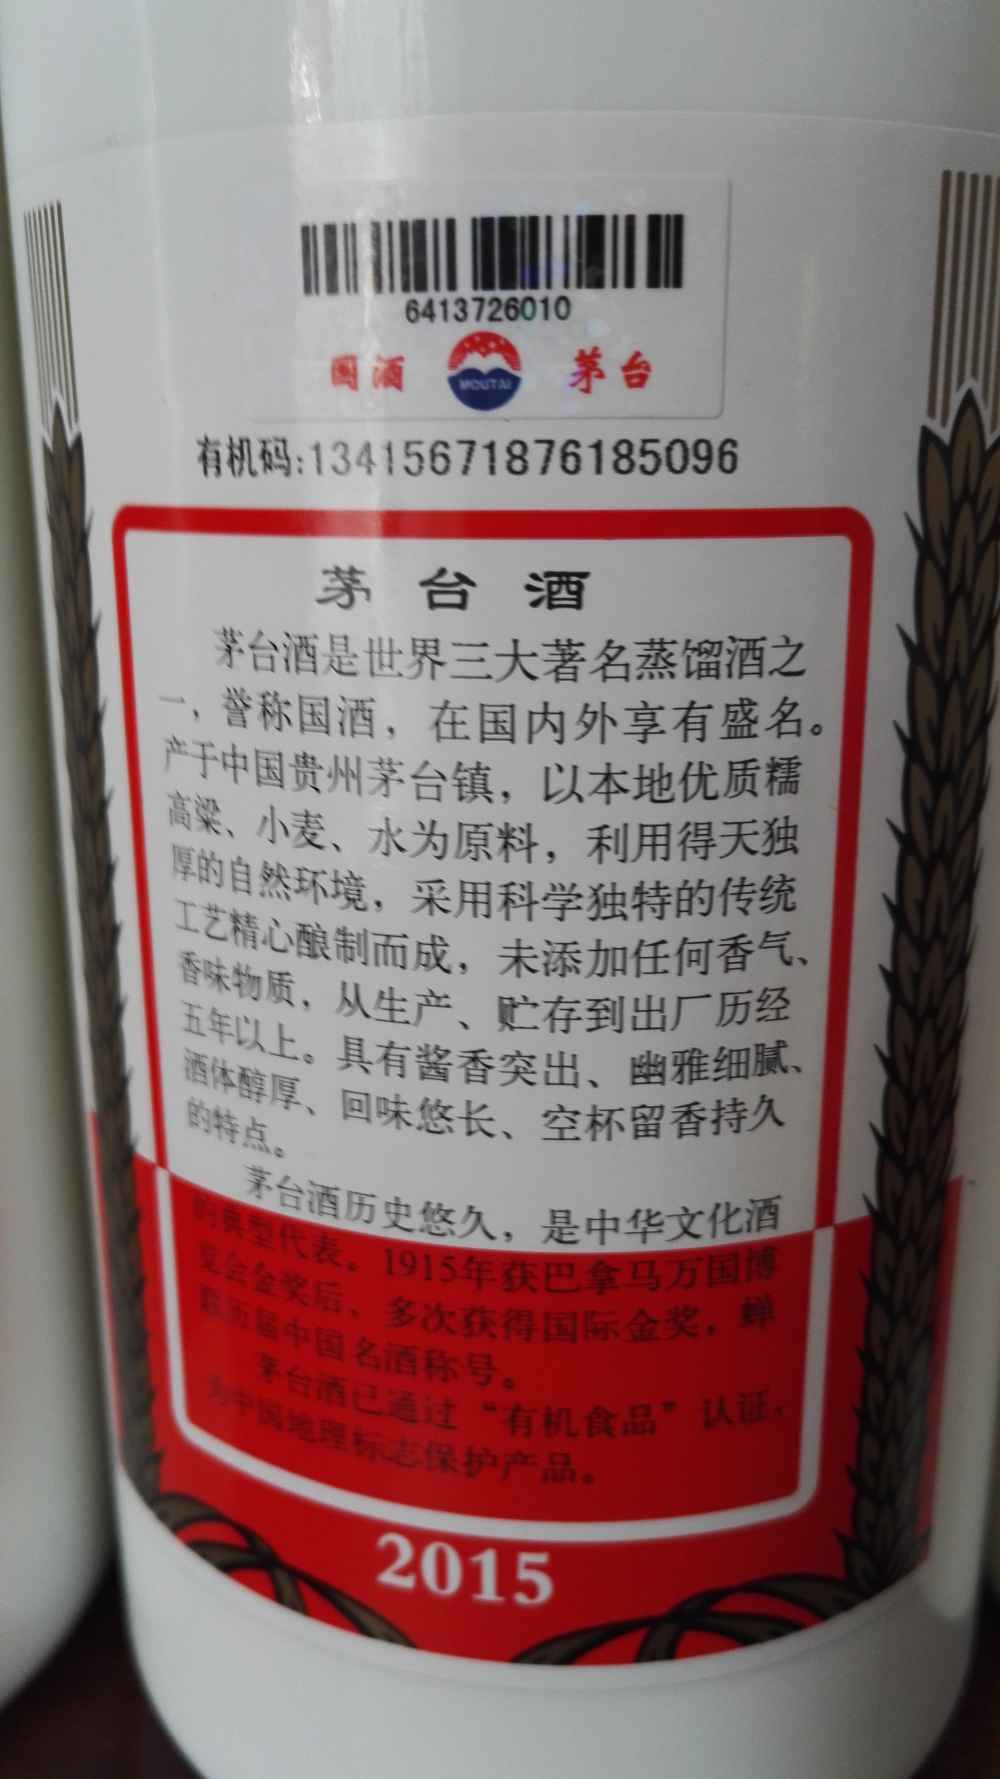 6413726010
国酒 MOUTAI 茅台
有机码:13415671876185096
茅台酒
茅台酒是世界三大著名蒸馏酒之
一，誉称国酒，在国内外享有盛名。
产于中国贵州茅台镇，以本地优质糯
高粱、小麦、水为原料，利用得天独
厚的自然环境，采用科学独特的传统
工艺精心酿制而成，未添加任何香气、
香味物质，从生产、贮存到出厂历经
五年以上。具有酱香突出、幽雅细腻、
酒体醇厚、回味悠长、空杯留香持久
的特点。
茅台酒历史悠久，是中华文化酒
的典型代表。1915年获巴拿马万国博
览会金奖后，多次获得国际金奖，蝉
联历届中国名酒称号。
茅台酒已通过“有机食品”认证，
为中国地理标志保护产品。
2015